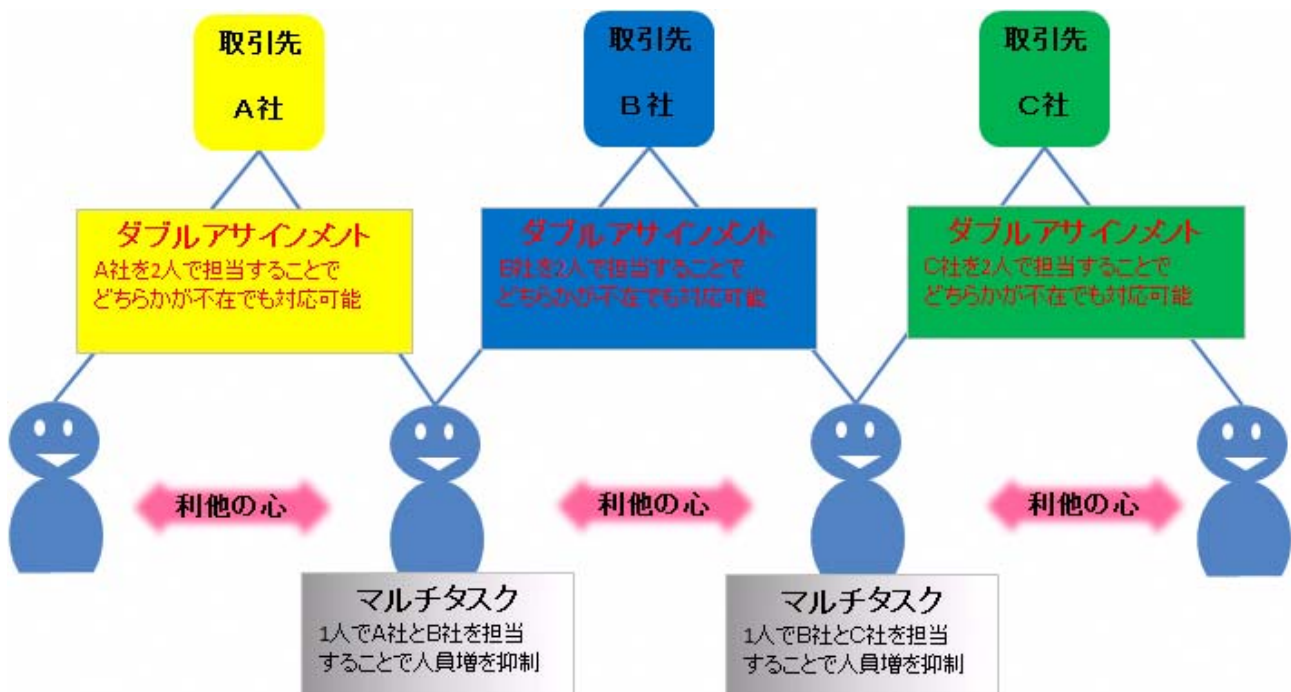 取引先
A社
取引先
B社
取引先
C社
ダブルアサインメント
A社を2人で担当することで
どちらかが不在でも対応可能
ダブルアサインメント
B社を2人で担当することで
どちらかが不在でも対応可能
ダブルアサインメント
C社を2人で担当することで
どちらかが不在でも対応可能
利他の心
利他の心
利他の心
マルチタスク
1人でA社とB社を担当
することで人員増を抑制
マルチタスク
1人でB社とC社を担当
することで人員増を抑制